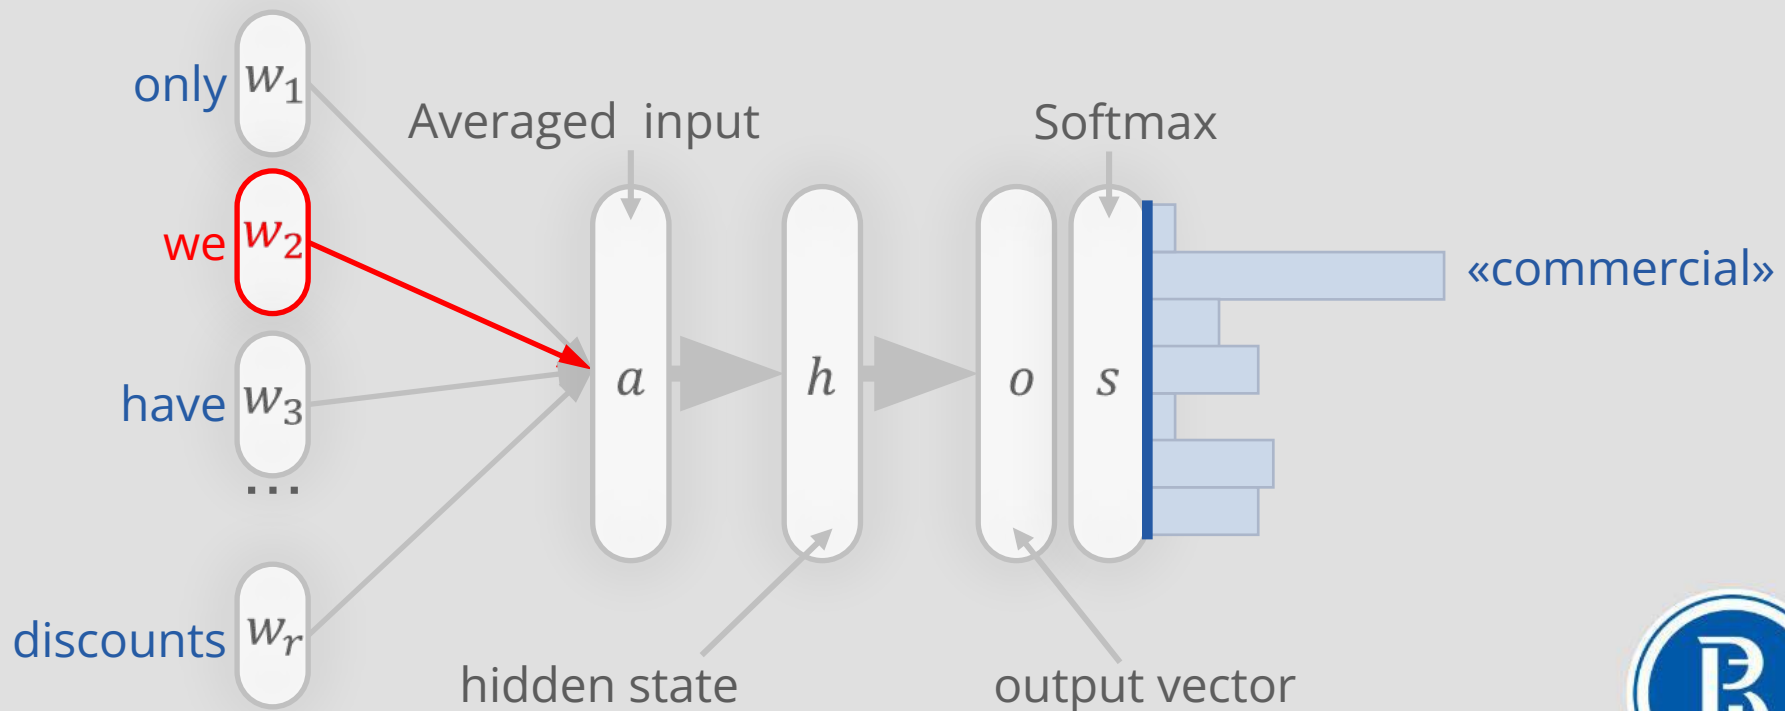 only w₁
Averaged input
Softmax
we w₂
«commercial»
have w₃
a
h
o
s
...
discounts wᵣ
hidden state
output vector